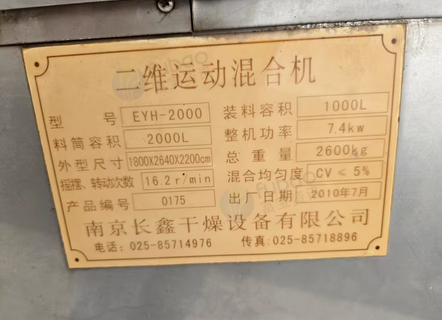 二维运动混合机
型号 EYH-2000 装料容积 1000L
料筒容积 2000L 整机功率 7.4kw
外型尺寸 1800X2640X2200cm 总重量 2600kg
摇摆、转动次数 16.2r/min 混合均匀度 CV < 5%
产品编号 0175 出厂日期 2010年7月
南京长鑫干燥设备有限公司
电话：025-85714976 传真:025-85718896